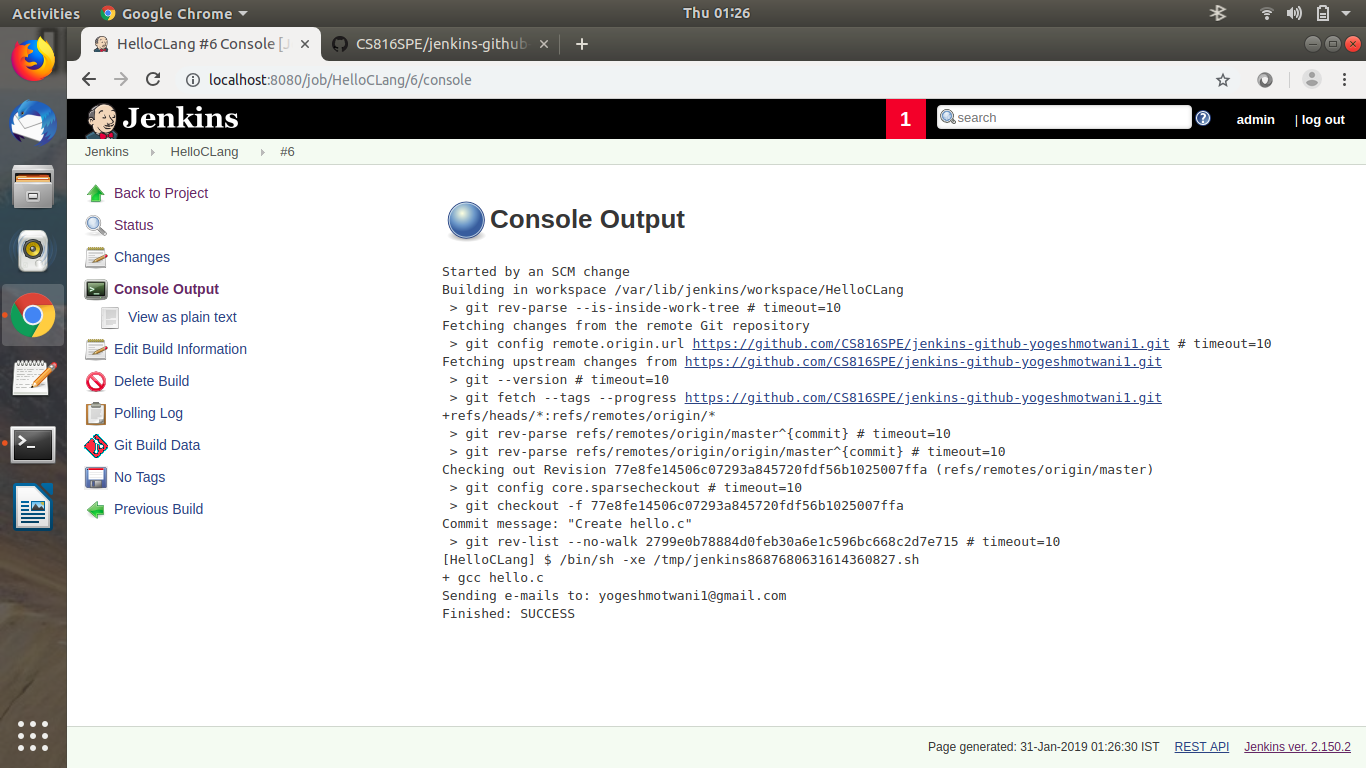 Activities Google Chrome Thu 01:26
HelloCLang #6 Console [J CS816SPE/jenkins-github
localhost:8080/job/HelloCLang/6/console
Jenkins 1 search ? admin | log out
Jenkins HelloCLang #6
Back to Project
Status
Changes
Console Output
View as plain text
Edit Build Information
Delete Build
Polling Log
Git Build Data
No Tags
Previous Build
Console Output
Started by an SCM change
Building in workspace /var/lib/jenkins/workspace/HelloCLang
 > git rev-parse --is-inside-work-tree # timeout=10
Fetching changes from the remote Git repository
 > git config remote.origin.url https://github.com/CS816SPE/jenkins-github-yogeshmotwani1.git # timeout=10
Fetching upstream changes from https://github.com/CS816SPE/jenkins-github-yogeshmotwani1.git
 > git --version # timeout=10
 > git fetch --tags --progress https://github.com/CS816SPE/jenkins-github-yogeshmotwani1.git
+refs/heads/*:refs/remotes/origin/*
 > git rev-parse refs/remotes/origin/master^{commit} # timeout=10
 > git rev-parse refs/remotes/origin/origin/master^{commit} # timeout=10
Checking out Revision 77e8fe14506c07293a845720fdf56b1025007ffa (refs/remotes/origin/master)
 > git config core.sparsecheckout # timeout=10
 > git checkout -f 77e8fe14506c07293a845720fdf56b1025007ffa
Commit message: "Create hello.c"
 > git rev-list --no-walk 2799e0b78884d0feb30a6e1c596bc668c2d7e715 # timeout=10
[HelloCLang] $ /bin/sh -xe /tmp/jenkins8687680631614360827.sh
+ gcc hello.c
Sending e-mails to: yogeshmotwani1@gmail.com
Finished: SUCCESS
Page generated: 31-Jan-2019 01:26:30 IST REST API Jenkins ver. 2.150.2